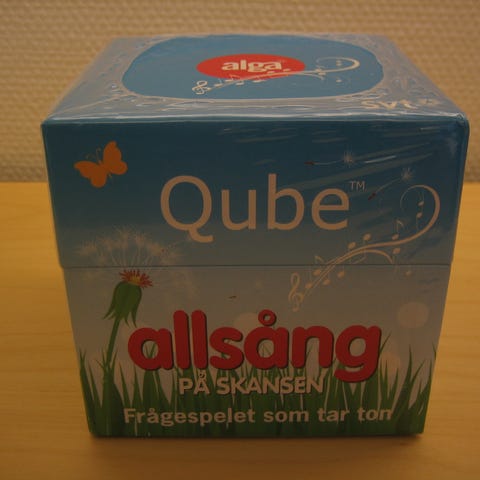 alga®
Qube™
allsång
PÅ SKANSEN
Frågespelet som tar ton